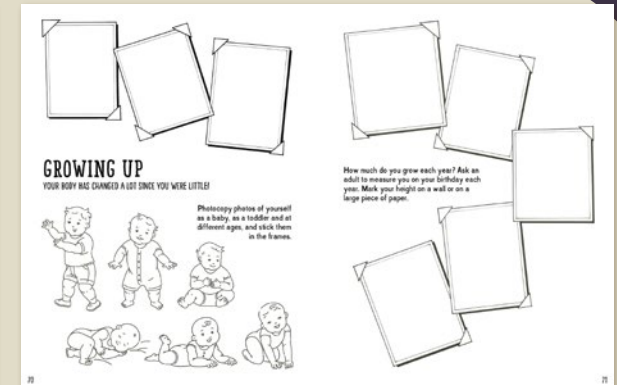 GROWING UP
YOUR BODY HAS CHANGED A LOT SINCE YOU WERE LITTLE!
Photocopy photos of yourself
as a baby, as a toddler and at
different ages, and stick them
in the frames.
70
How much do you grow each year? Ask an
adult to measure you on your birthday each
year. Mark your height on a wall or on a
large piece of paper.
71